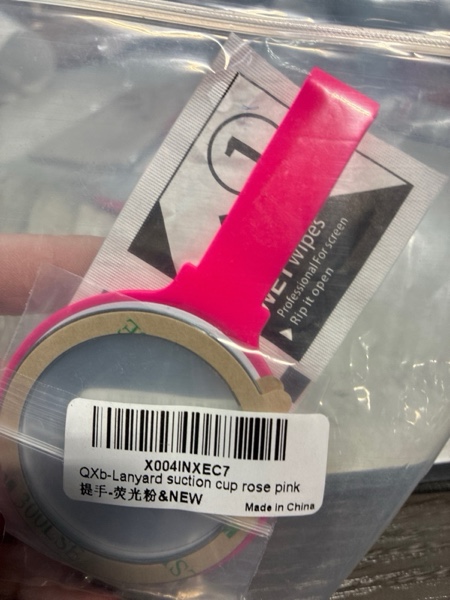 1
WET Wipes
Professional For screen
Rip it open
X004INXEC7
QXb-Lanyard suction cup rose pink
提手-荧光粉&NEW
Made in China